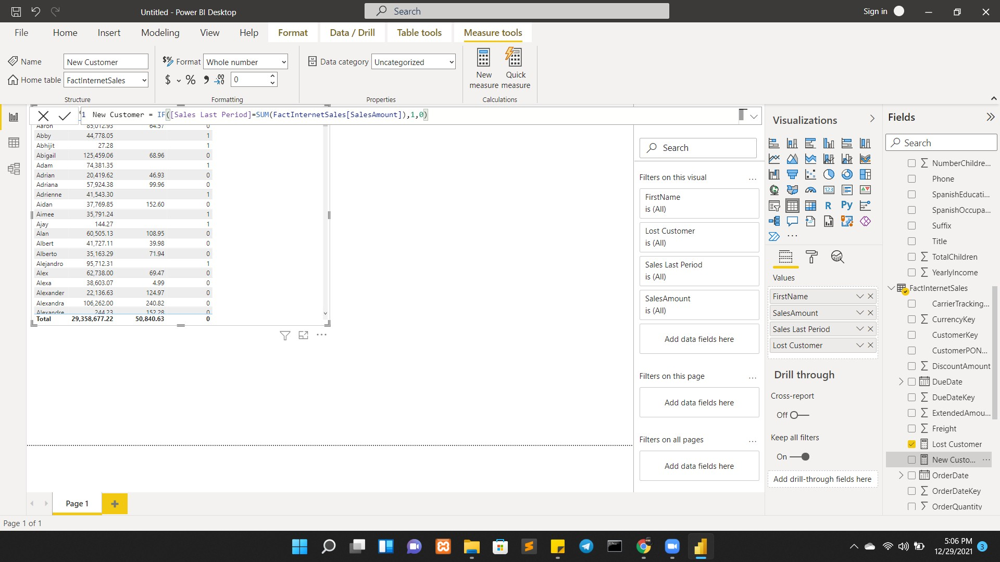 Untitled - Power BI Desktop
Search
Sign in
File Home Insert Modeling View Help Format Data / Drill Table tools Measure tools
Name New Customer
Home table FactInternetSales
Structure
Format Whole number
$ % 0
Formatting
Data category Uncategorized
Properties
New measure
Quick measure
Calculations
1 New Customer = IF([Sales Last Period]=SUM(FactInternetSales[SalesAmount]),1,0)
Aaron 85,012.93 64.57 0
Abby 44,778.05 1
Abhijit 27.28 1
Abigail 125,459.06 68.96 0
Adam 74,381.35 1
Adrian 20,419.62 46.93 0
Adriana 57,924.38 99.96 0
Adrienne 41,543.30 1
Aidan 37,769.85 152.60 0
Aimee 35,791.24 1
Ajay 144.27 1
Alan 60,505.13 108.95 0
Albert 41,727.11 39.98 0
Alberto 35,163.29 71.94 0
Alejandro 95,712.31 1
Alex 62,738.00 69.47 0
Alexa 38,603.07 4.99 0
Alexander 22,136.63 124.97 0
Alexandra 106,262.00 240.82 0
Alexandre 244.23 152.28 0
Total 29,358,677.22 50,840.63 0
Search
Filters on this visual ...
FirstName
is (All)
Lost Customer
is (All)
Sales Last Period
is (All)
SalesAmount
is (All)
Add data fields here
Filters on this page ...
Add data fields here
Filters on all pages ...
Add data fields here
Visualizations
123
R Py
...
Values
FirstName
SalesAmount
Sales Last Period
Lost Customer
Drill through
Cross-report
Off
Keep all filters
On
Add drill-through fields here
Fields
Search
NumberChildre...
Phone
SpanishEducati...
SpanishOccupa...
Suffix
Title
TotalChildren
YearlyIncome
FactInternetSales
CarrierTracking...
CurrencyKey
CustomerKey
CustomerPON...
DiscountAmount
DueDate
DueDateKey
ExtendedAmou...
Freight
Lost Customer
New Custo... ...
OrderDate
OrderDateKey
OrderQuantity
Page 1
Page 1 of 1
5:06 PM
12/29/2021
3